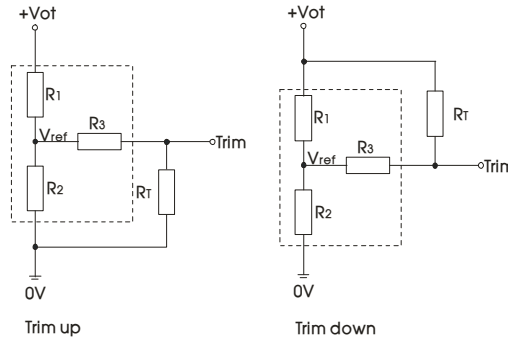 +Vot
R1
Vref
R3
Trim
R2
RT
0V
Trim up
+Vot
R1
RT
Vref
R3
Trim
R2
0V
Trim down